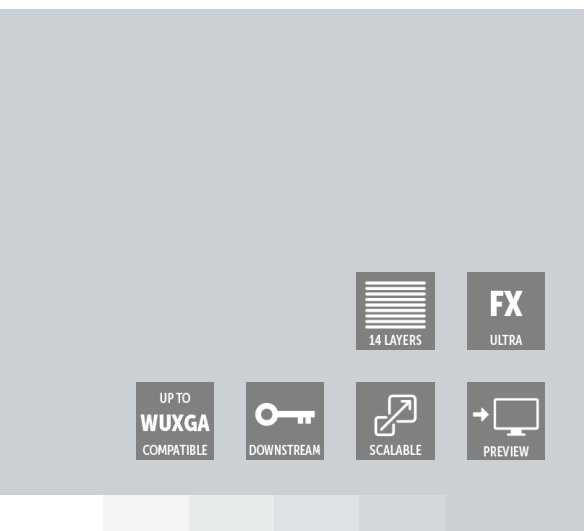 14 LAYERS
FX
ULTRA
UP TO
WUXGA
COMPATIBLE
DOWNSTREAM
SCALABLE
PREVIEW